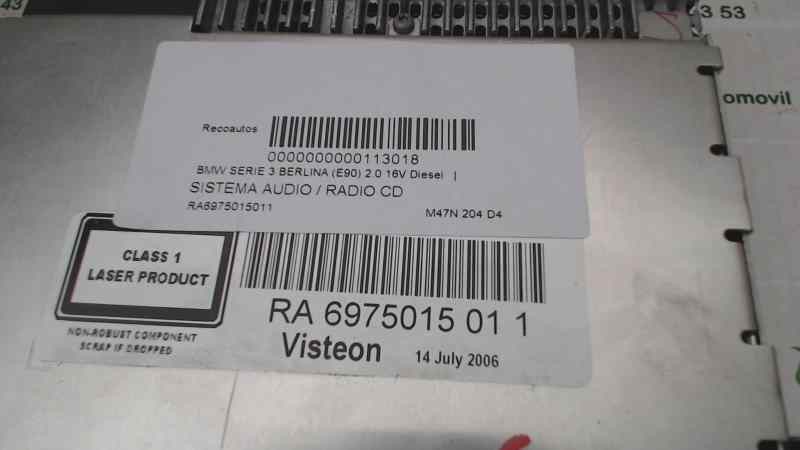 43
3 53
omovil
Recoautos
0000000000113018
BMW SERIE 3 BERLINA (E90) 2.0 16V Diesel |
SISTEMA AUDIO / RADIO CD
RA6975015011
M47N 204 D4
CLASS 1
LASER PRODUCT
NON-ROBUST COMPONENT
SCRAP IF DROPPED
RA 6975015 01 1
Visteon
14 July 2006